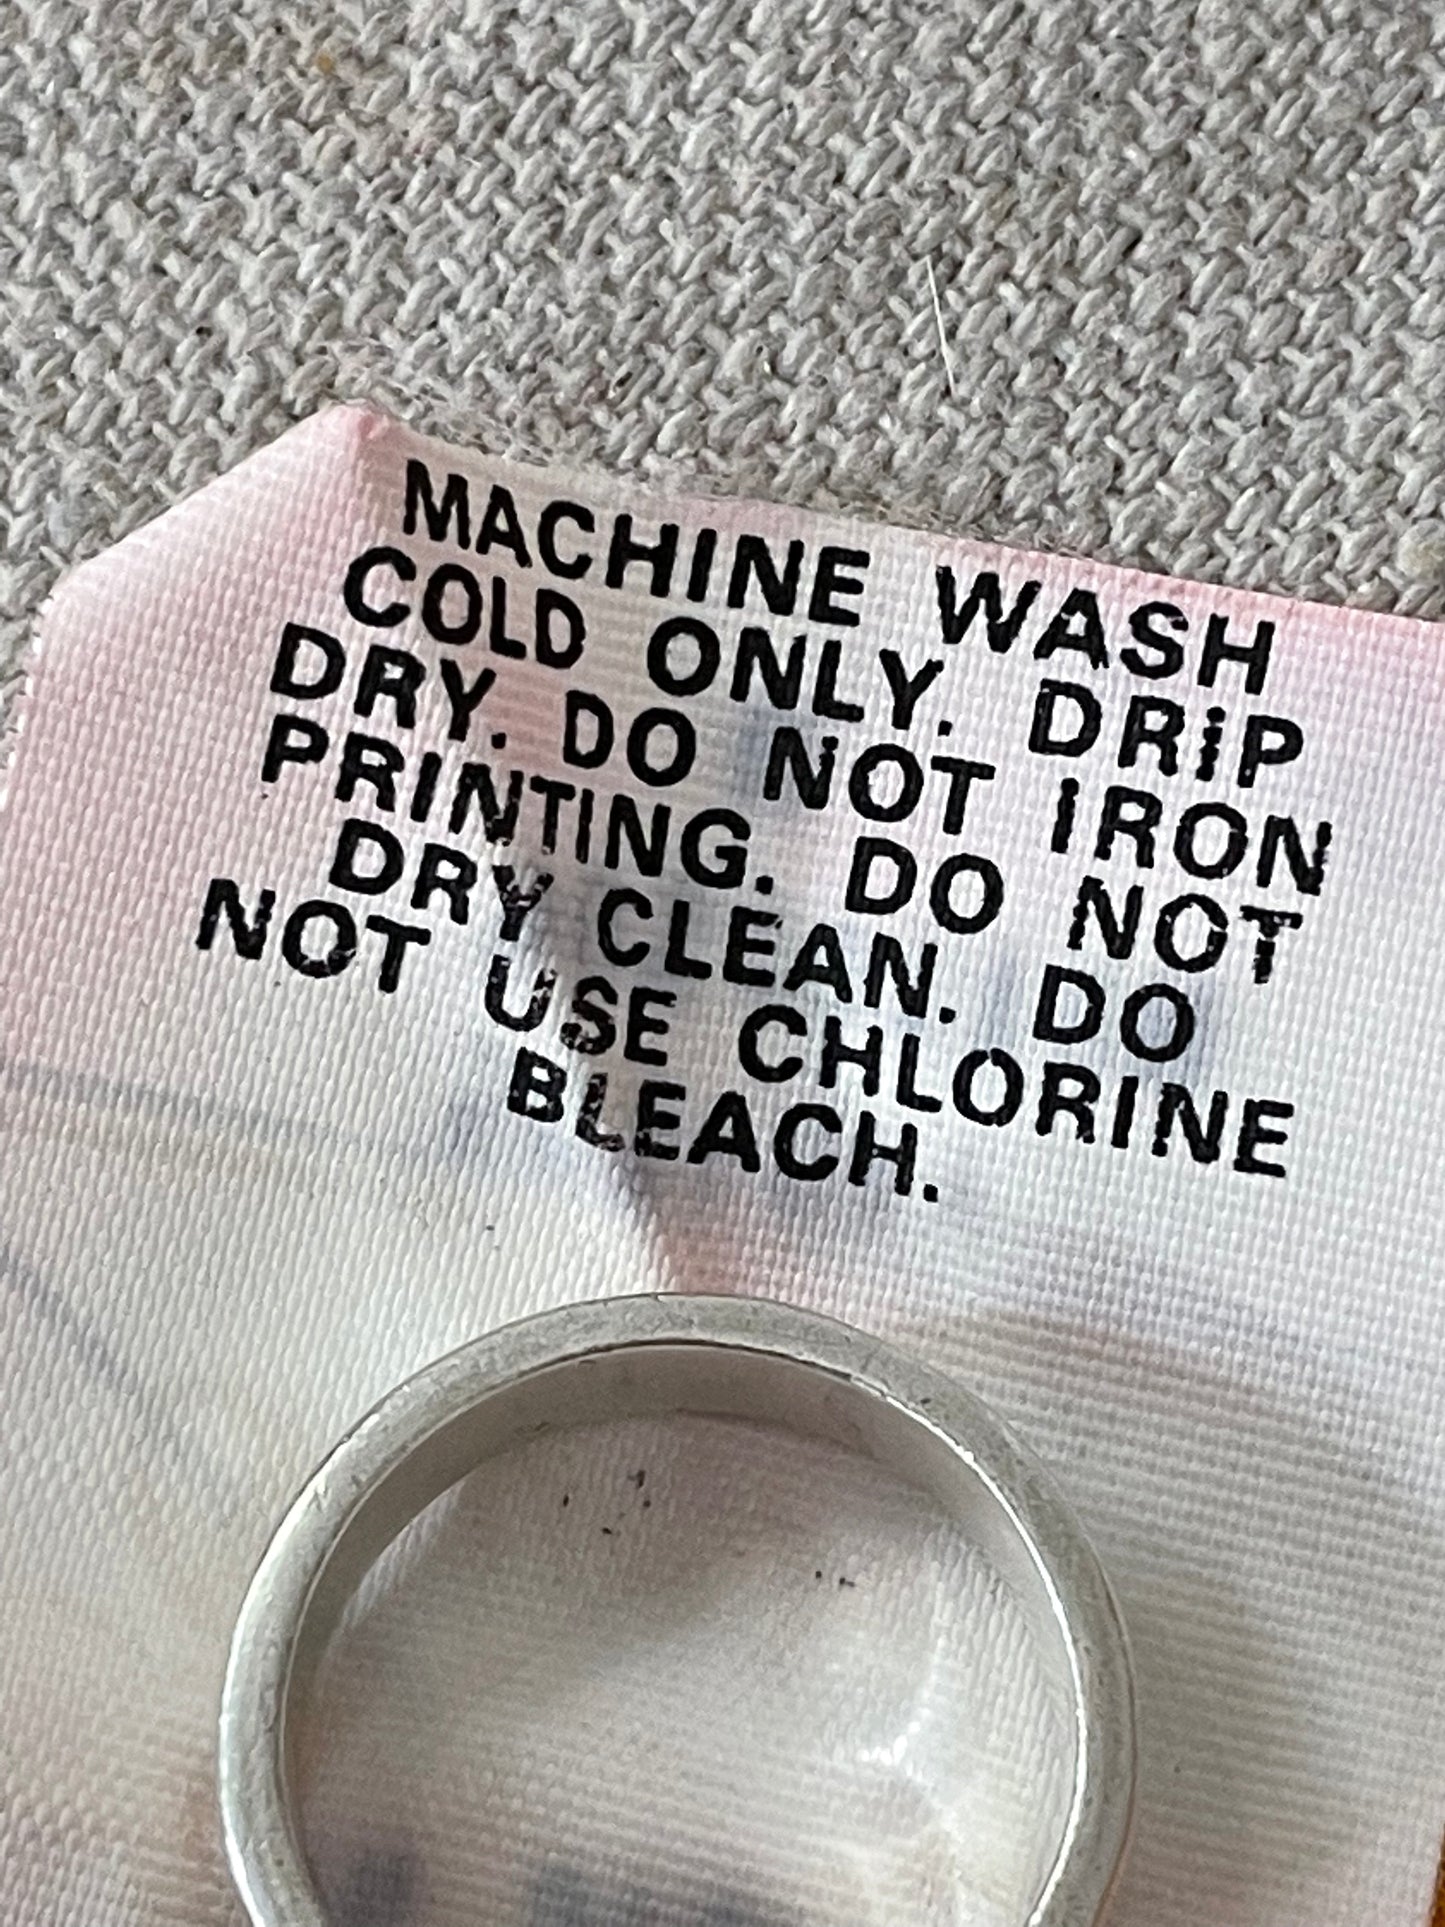 MACHINE WASH
COLD ONLY. DRIP
DRY. DO NOT IRON
PRINTING. DO NOT
DRY CLEAN. DO
NOT USE CHLORINE
BLEACH.